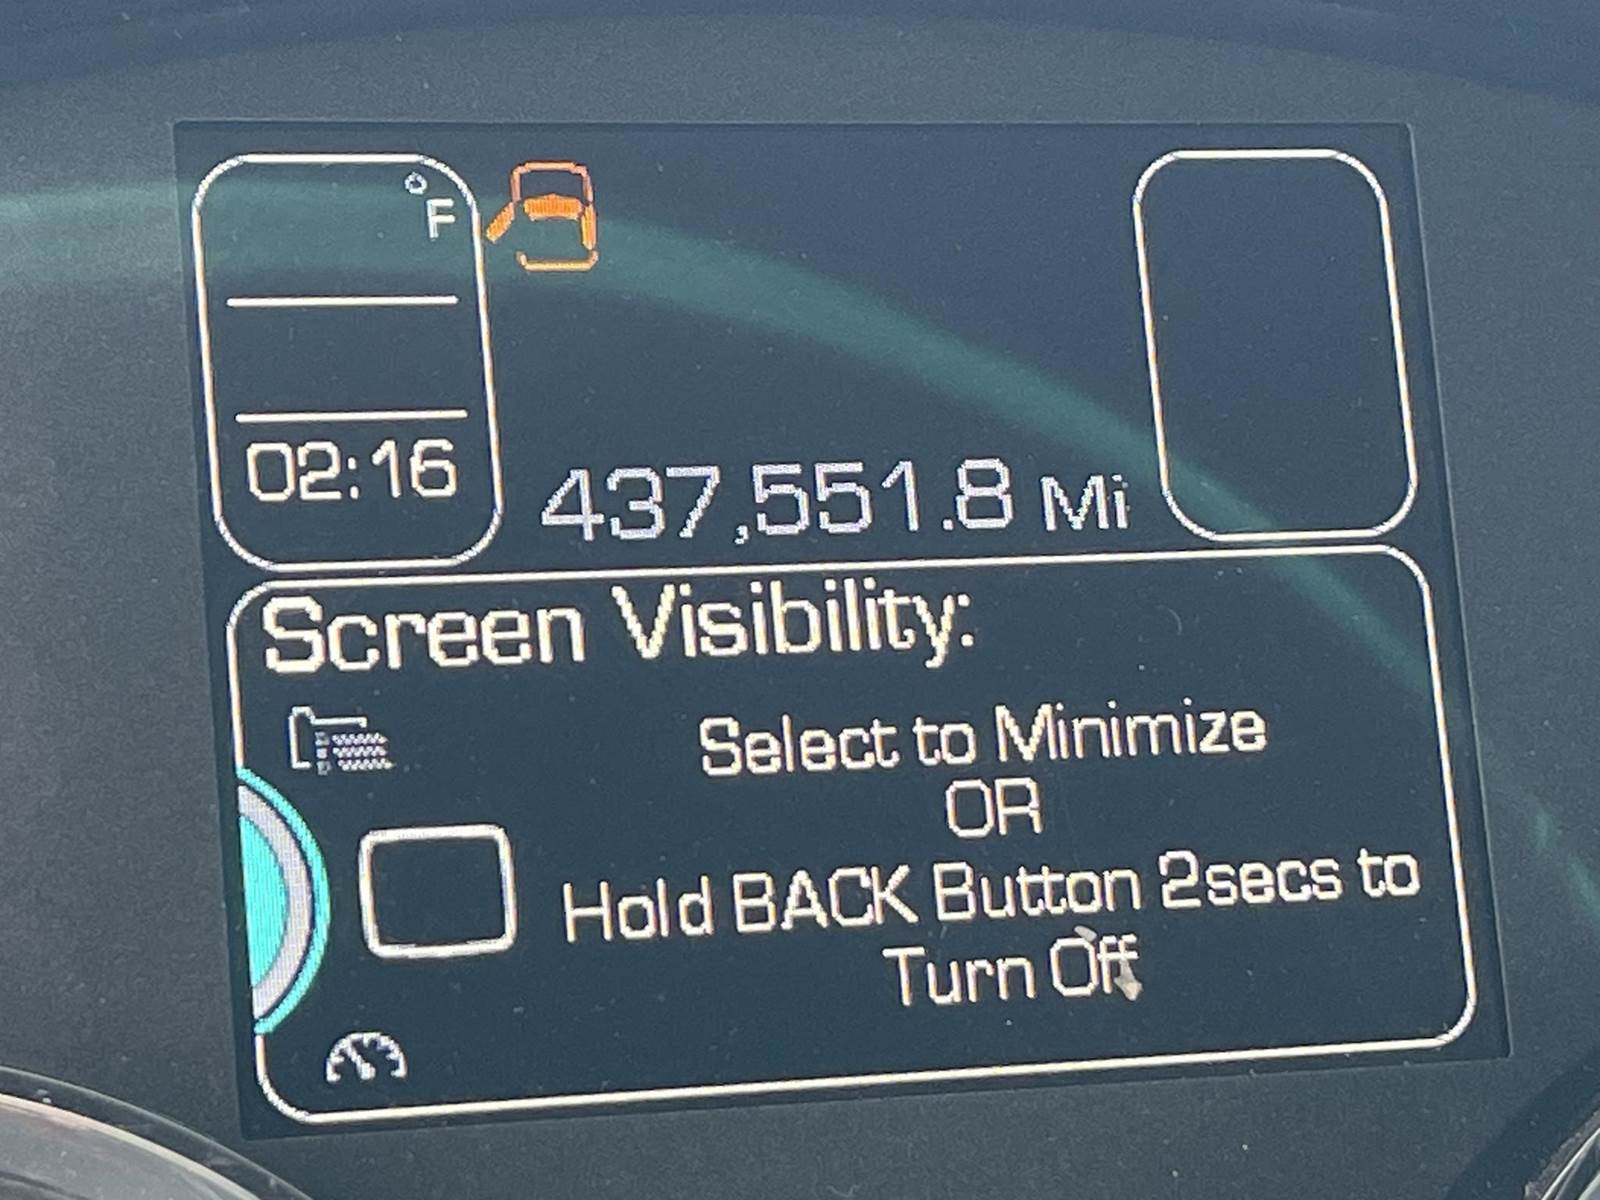 °F
02:16
437,551.8 Mi
Screen Visibility:
Select to Minimize
OR
Hold BACK Button 2secs to
Turn Off